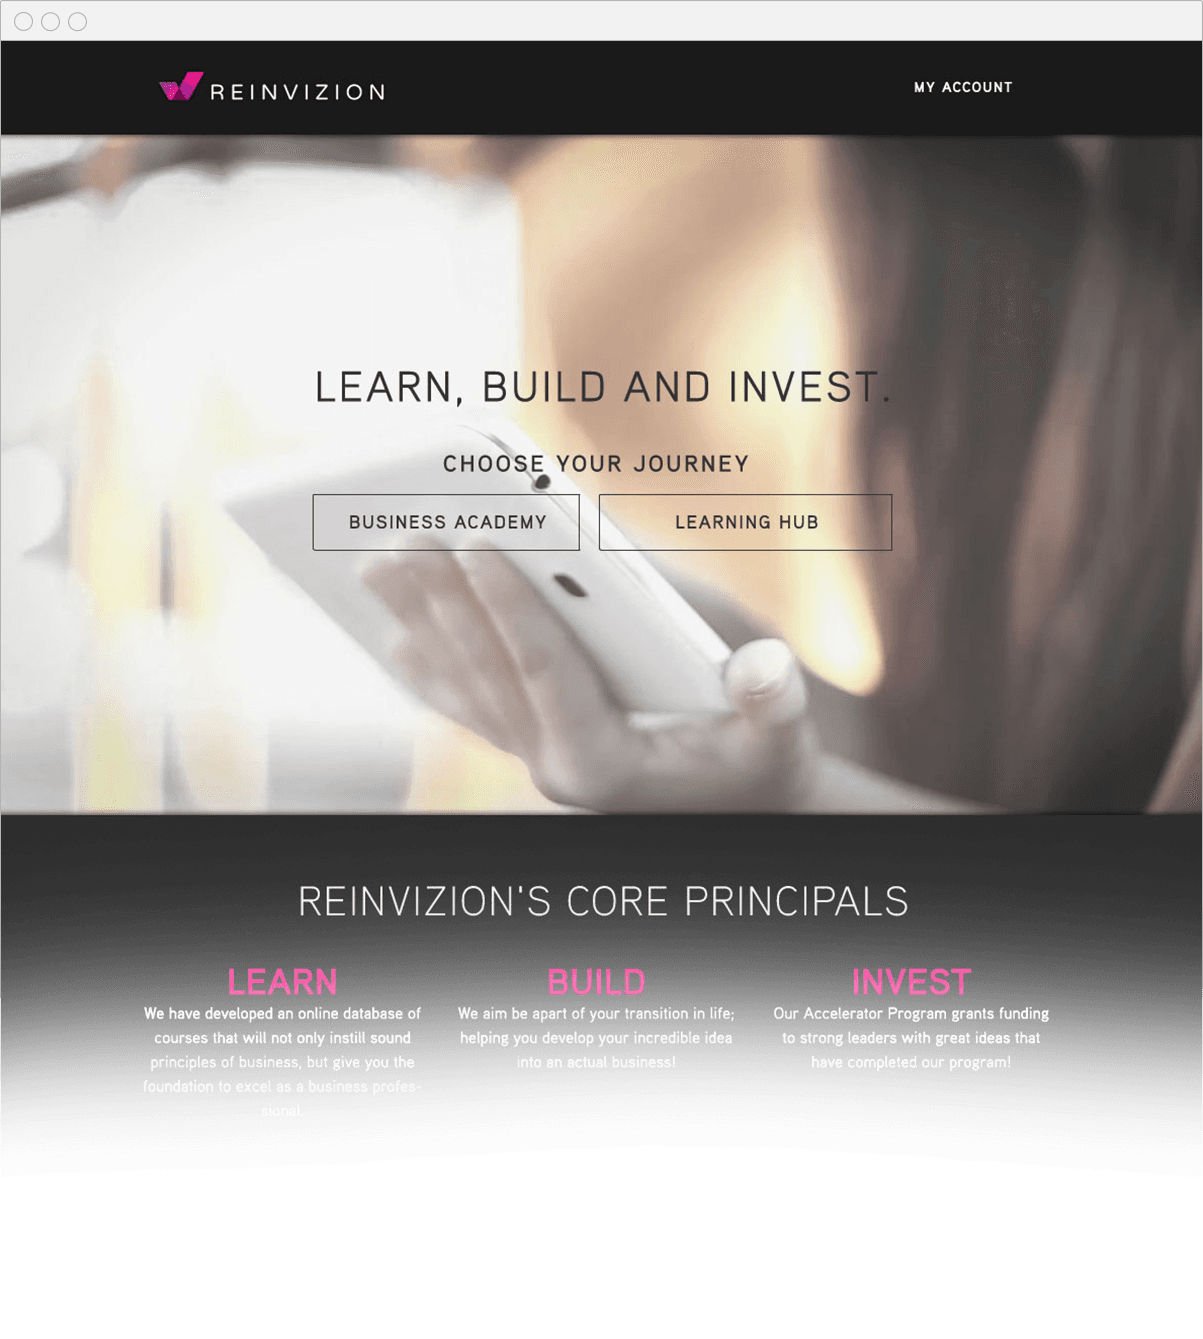 REINVIZION
MY ACCOUNT
LEARN, BUILD AND INVEST.
CHOOSE YOUR JOURNEY
BUSINESS ACADEMY
LEARNING HUB
REINVIZION'S CORE PRINCIPALS
LEARN
We have developed an online database of
courses that will not only instill sound
principles of business, but give you the
foundation to excel as a business profes-
sional.
BUILD
We aim be apart of your transition in life;
helping you develop your incredible idea
into an actual business!
INVEST
Our Accelerator Program grants funding
to strong leaders with great ideas that
have completed our program!